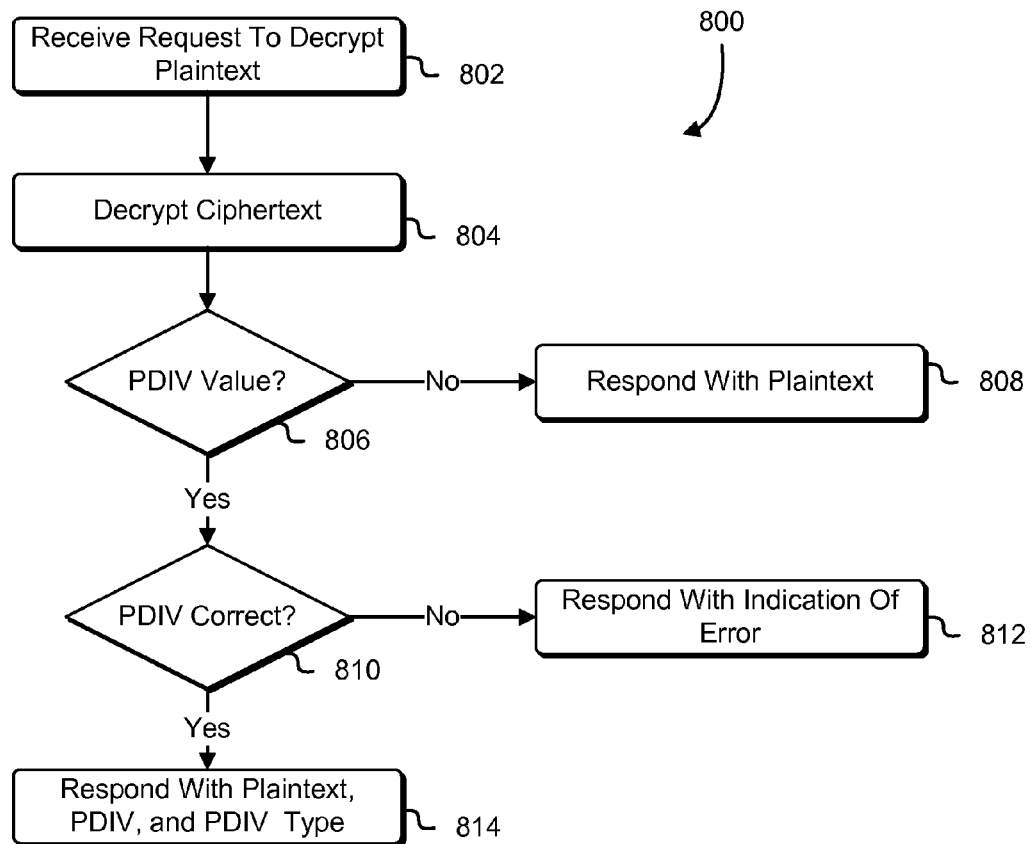 Receive Request To Decrypt
Plaintext
802
800
Decrypt Ciphertext
804
PDIV Value?
806
No
Respond With Plaintext
808
Yes
PDIV Correct?
810
No
Respond With Indication Of
Error
812
Yes
Respond With Plaintext,
PDIV, and PDIV Type
814